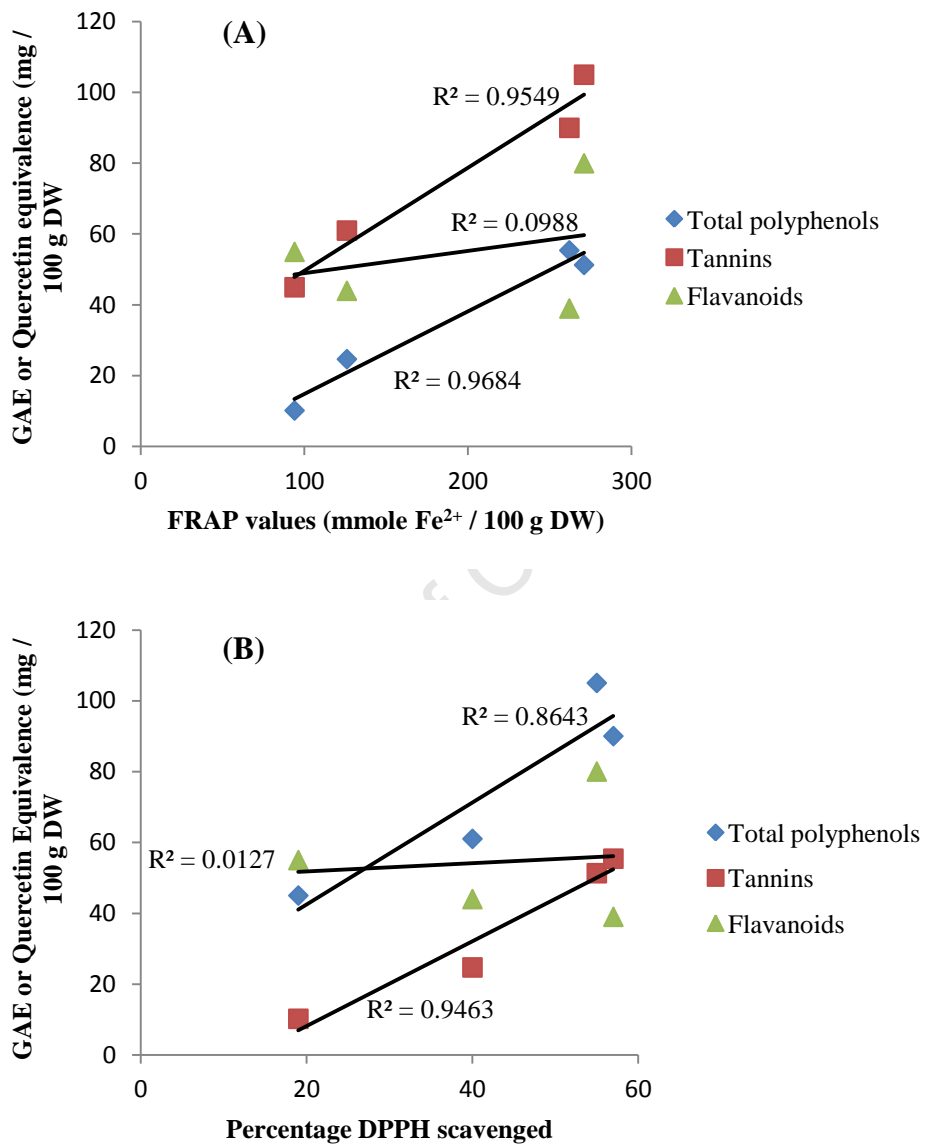 (A)
GAE or Quercetin equivalence (mg /
100 g DW
120
100
80
60
40
20
0
R² = 0.9549
R² = 0.0988
R² = 0.9684
Total polyphenols
Tannins
Flavanoids
0 100 200 300
FRAP values (mmole Fe²⁺ / 100 g DW)
(B)
GAE or Quercetin Equivalence (mg /
100 g DW
120
100
80
60
40
20
0
R² = 0.8643
R² = 0.0127
R² = 0.9463
Total polyphenols
Tannins
Flavanoids
0 20 40 60
Percentage DPPH scavenged